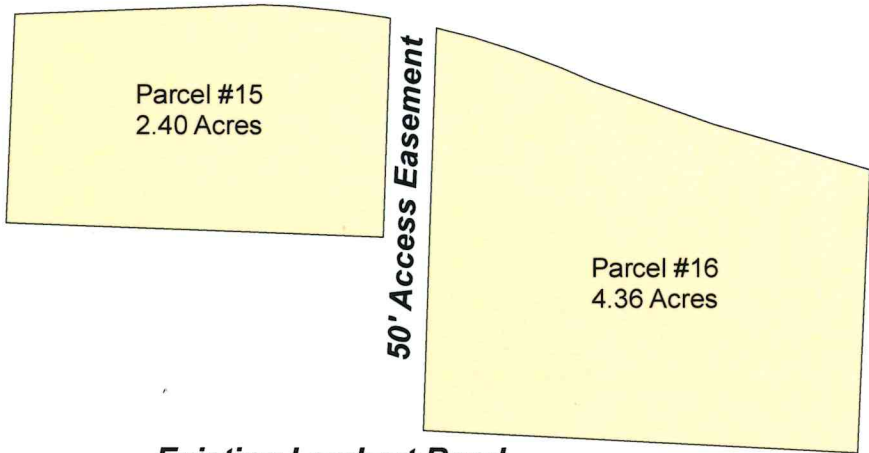 Parcel #15
2.40 Acres
50' Access Easement
Parcel #16
4.36 Acres